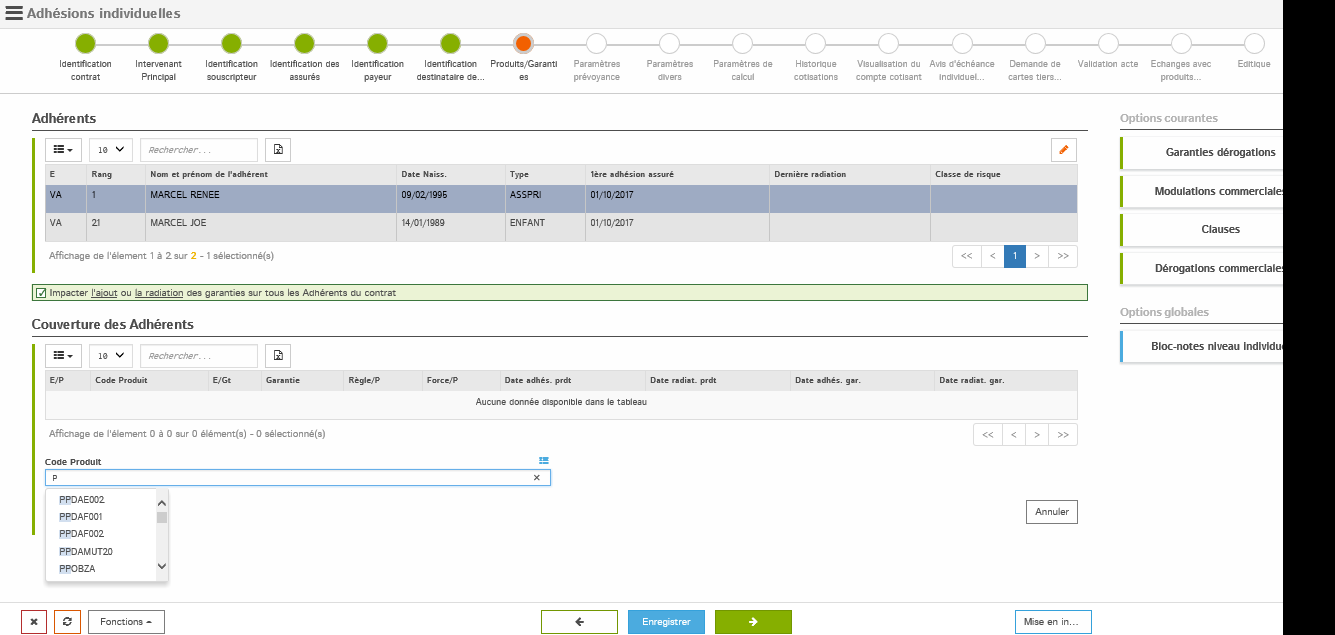 Adhésions individuelles
Identification contrat
Intervenant Principal
Identification souscripteur
Identification des assurés
Identification payeur
Identification destinataire de...
Produits/Garanties
Paramètres prévoyance
Paramètres divers
Paramètres de calcul
Historique cotisations
Visualisation du compte cotisant
Avis d'échéance individuel...
Demande de cartes tiers...
Validation acte
Echanges avec produits...
Editique
Adhérents
10 Rechercher...
E Rang Nom et prénom de l'adhérent Date Naiss. Type 1ère adhésion assuré Dernière radiation Classe de risque
VA 1 MARCEL RENEE 09/02/1995 ASSPRI 01/10/2017
VA 21 MARCEL JOE 14/01/1989 ENFANT 01/10/2017
Affichage de l'élement 1 à 2 sur 2 - 1 sélectionné(s)
<< < 1 > >>
Impacter l'ajout ou la radiation des garanties sur tous les Adhérents du contrat
Couverture des Adhérents
10 Rechercher...
E/P Code Produit E/Gt Garantie Règle/P Force/P Date adhés. prdt Date radiat. prdt Date adhés. gar. Date radiat. gar.
Aucune donnée disponible dans le tableau
Affichage de l'élement 0 à 0 sur 0 élément(s) - 0 sélectionné(s)
<< < > >>
Code Produit
P
PPDAE002
PPDAF001
PPDAF002
PPDAMUT20
PPOBZA
Annuler
Options courantes
Garanties dérogations
Modulations commerciales
Clauses
Dérogations commerciales
Options globales
Bloc-notes niveau individu
Fonctions
Enregistrer
Mise en in...